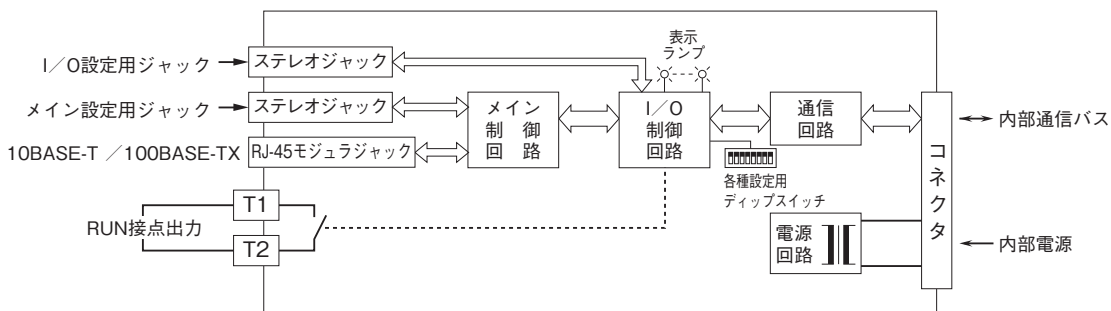 I／O設定用ジャック
ステレオジャック
表示
ランプ
メイン設定用ジャック
ステレオジャック
メイン
制御
回路
I／O
制御
回路
通信
回路
内部通信バス
10BASE-T ／100BASE-TX
RJ-45モジュラジャック
各種設定用
ディップスイッチ
コネクタ
T1
RUN接点出力
T2
電源
回路
内部電源